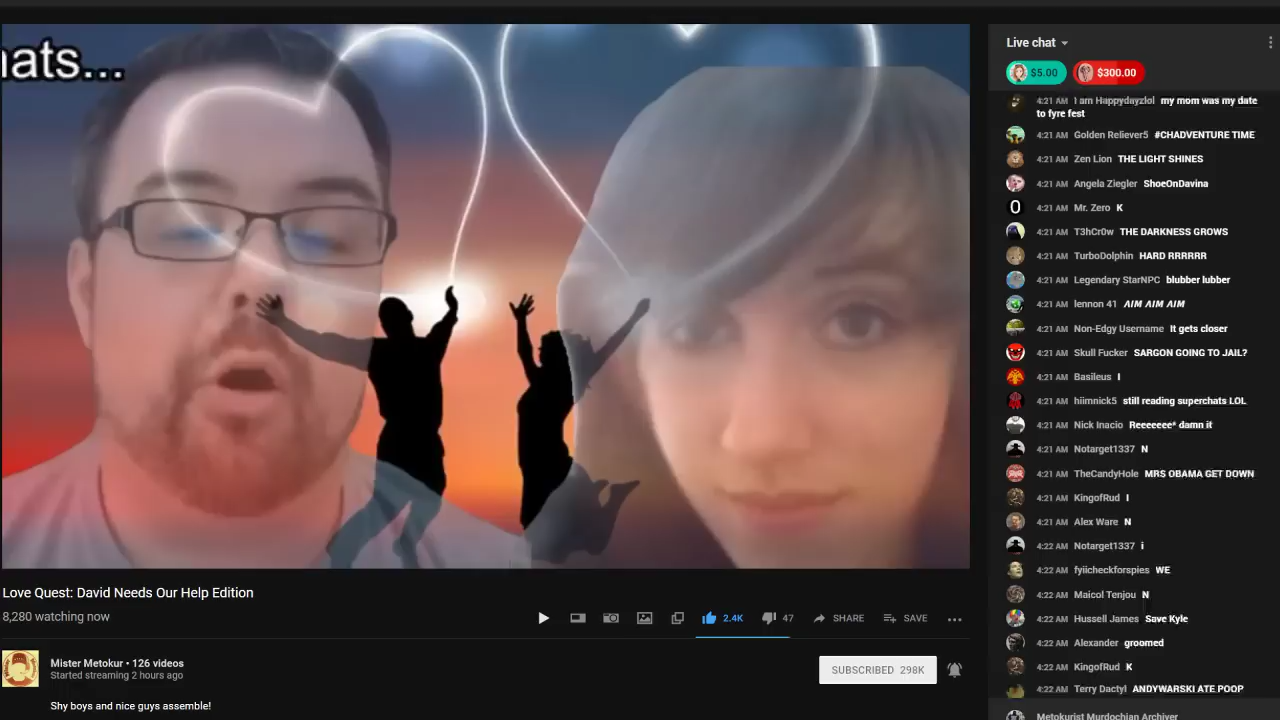 hats...
Live chat
$5.00 $300.00
4:21 AM I am Happydayzlol my mom was my date
to fyre fest
4:21 AM Golden Reliever5 #CHADVENTURE TIME
4:21 AM Zen Lion THE LIGHT SHINES
4:21 AM Angela Ziegler ShoeOnDavina
0 4:21 AM Mr. Zero K
4:21 AM T3hCr0w THE DARKNESS GROWS
4:21 AM TurboDolphin HARD RRRRRR
4:21 AM Legendary StarNPC blubber lubber
4:21 AM lennon 41 AIM AIM AIM
4:21 AM Non-Edgy Username It gets closer
4:21 AM Skull Fucker SARGON GOING TO JAIL?
4:21 AM Basileus I
4:21 AM hiimnick5 still reading superchats LOL
4:21 AM Nick Inacio Reeeeeee* damn it
4:21 AM Notarget1337 N
4:21 AM TheCandyHole MRS OBAMA GET DOWN
4:21 AM KingofRud I
4:21 AM Alex Ware N
4:22 AM Notarget1337 i
4:22 AM fyiicheckforspies WE
4:22 AM Maicol Tenjou N
4:22 AM Hussell James Save Kyle
4:22 AM Alexander groomed
4:22 AM KingofRud K
4:22 AM Terry Dactyl ANDYWARSKI ATE POOP
Metokurist Murdochian Archiver
Love Quest: David Needs Our Help Edition
8,280 watching now
2.4K 47 SHARE SAVE
Mister Metokur • 126 videos
Started streaming 2 hours ago
SUBSCRIBED 298K
Shy boys and nice guys assemble!